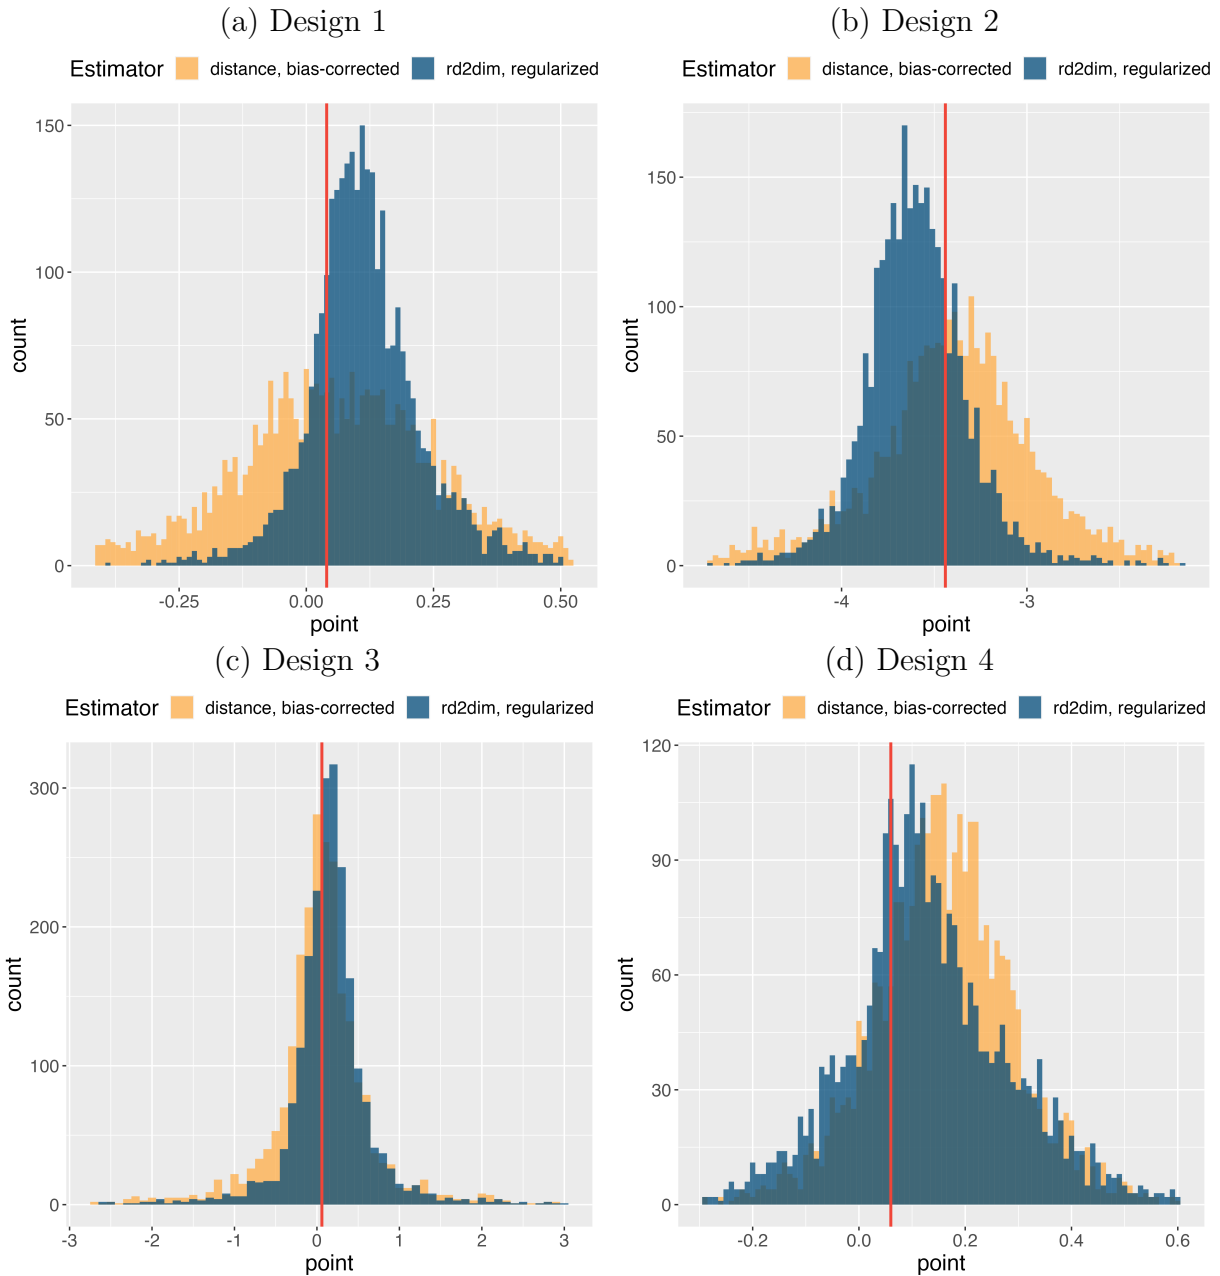 (a) Design 1
Estimator distance, bias-corrected rd2dim, regularized
150
100
50
0
count
-0.25 0.00 0.25 0.50
point
(b) Design 2
Estimator distance, bias-corrected rd2dim, regularized
150
100
50
0
count
-4 -3
point
(c) Design 3
Estimator distance, bias-corrected rd2dim, regularized
300
200
100
0
count
-3 -2 -1 0 1 2 3
point
(d) Design 4
Estimator distance, bias-corrected rd2dim, regularized
120
90
60
30
0
count
-0.2 0.0 0.2 0.4 0.6
point